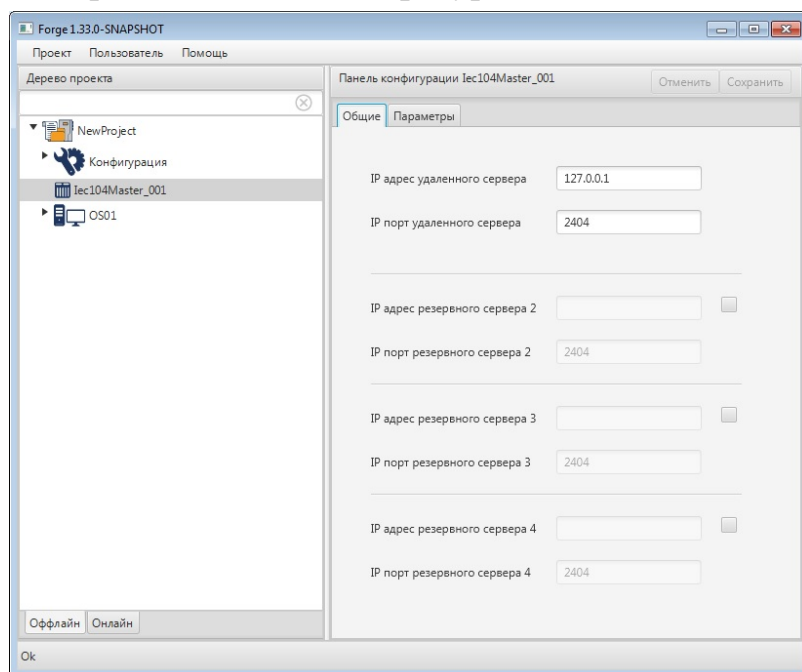 Forge 1.33.0-SNAPSHOT
Проект Пользователь Помощь
Дерево проекта
NewProject
Конфигурация
Iec104Master_001
OS01
Оффлайн Онлайн
Панель конфигурации Iec104Master_001 Отменить Сохранить
Общие Параметры
IP адрес удаленного сервера 127.0.0.1
IP порт удаленного сервера 2404
IP адрес резервного сервера 2
IP порт резервного сервера 2 2404
IP адрес резервного сервера 3
IP порт резервного сервера 3 2404
IP адрес резервного сервера 4
IP порт резервного сервера 4 2404
Ok